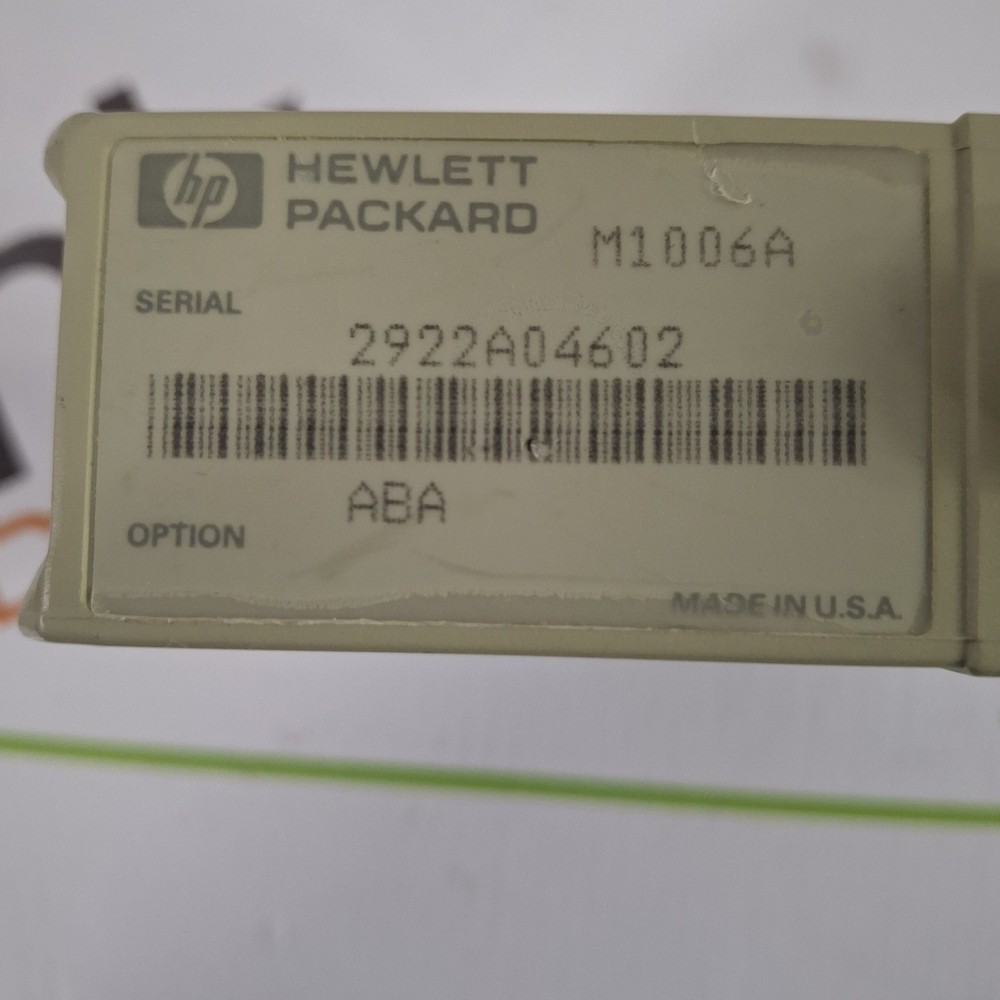 hp HEWLETT
PACKARD
M1006A
SERIAL
2922A04602
ABA
OPTION
MADE IN U.S.A.